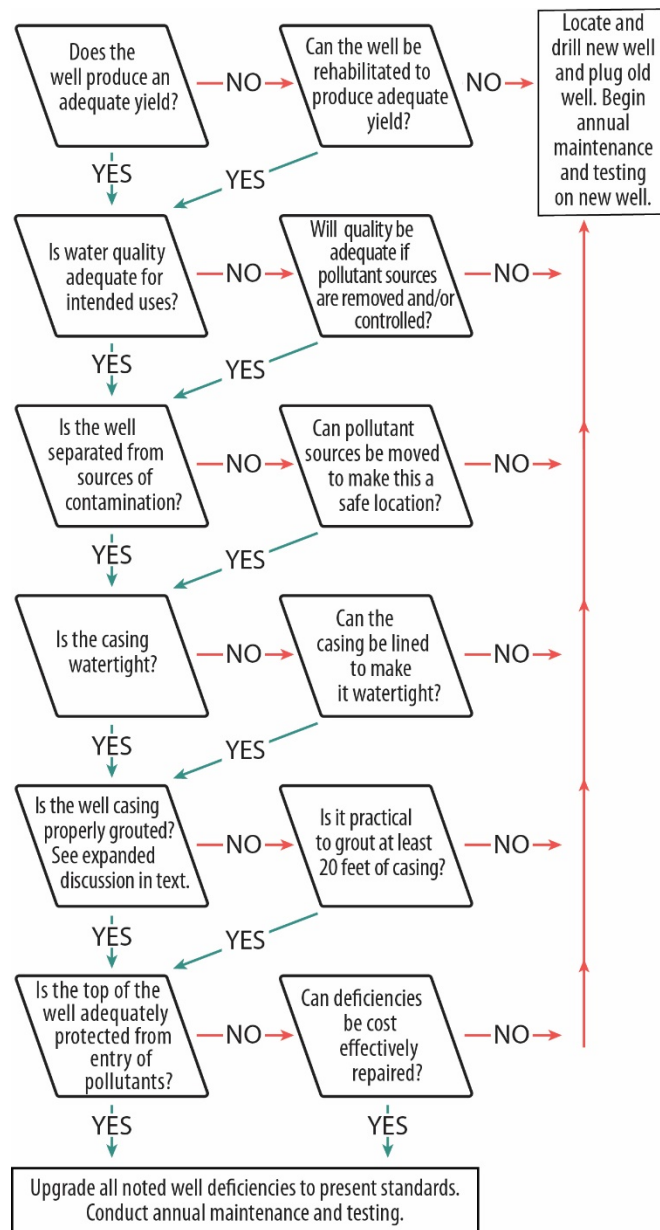 Does the
well produce an
adequate yield?
NO
Can the well be
rehabilitated to
produce adequate
yield?
NO
Locate and
drill new well
and plug old
well. Begin
annual
maintenance
and testing
on new well.
YES
YES
Is water quality
adequate for
intended uses?
NO
Will quality be
adequate if
pollutant sources
are removed and/or
controlled?
NO
YES
YES
Is the well
separated from
sources of
contamination?
NO
Can pollutant
sources be moved
to make this a
safe location?
NO
YES
YES
Is the casing
watertight?
NO
Can the
casing be lined
to make
it watertight?
NO
YES
YES
Is the well casing
properly grouted?
See expanded
discussion in text.
NO
Is it practical
to grout at least
20 feet of casing?
NO
YES
YES
Is the top of the
well adequately
protected from
entry of
pollutants?
NO
Can deficiencies
be cost
effectively
repaired?
NO
YES
YES
Upgrade all noted well deficiencies to present standards.
Conduct annual maintenance and testing.